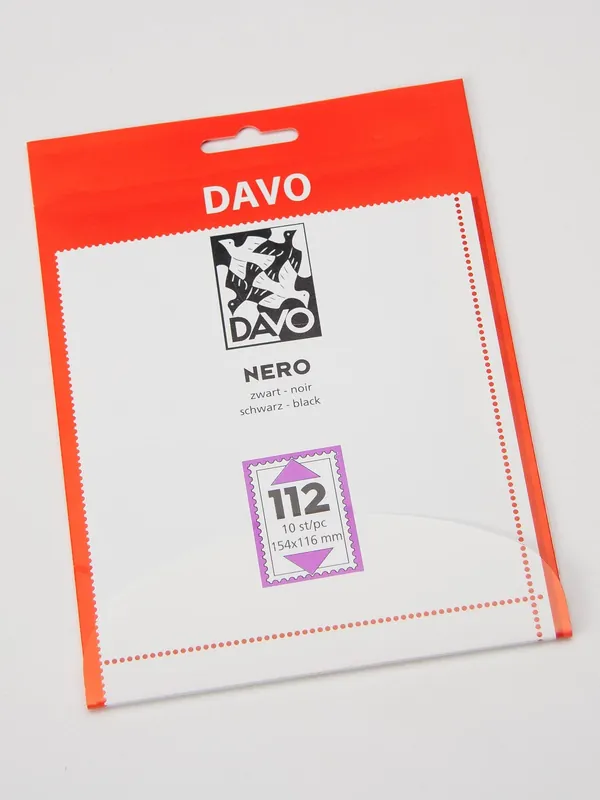 DAVO
DAVO
NERO
zwart - noir
schwarz - black
112
10 st/pc
154x116 mm